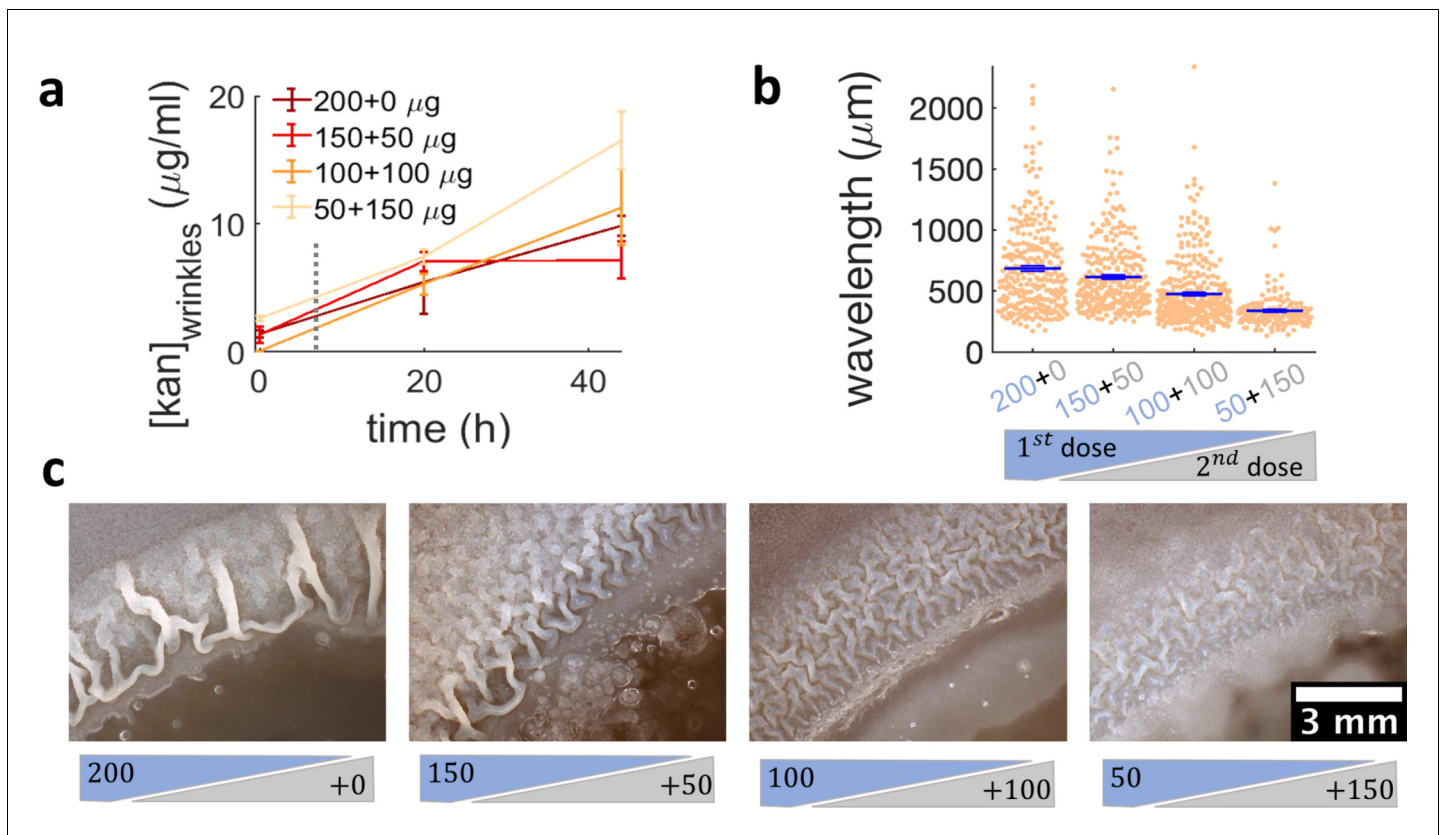 a
[kan]wrinkles (μg/ml)
20
10
0
200+0 μg
150+50 μg
100+100 μg
50+150 μg
0
20
40
time (h)
b
wavelength (μm)
2000
1500
1000
500
0
200+0
150+50
100+100
50+150
1st dose
2nd dose
c
3 mm
200
+0
150
+50
100
+100
50
+150